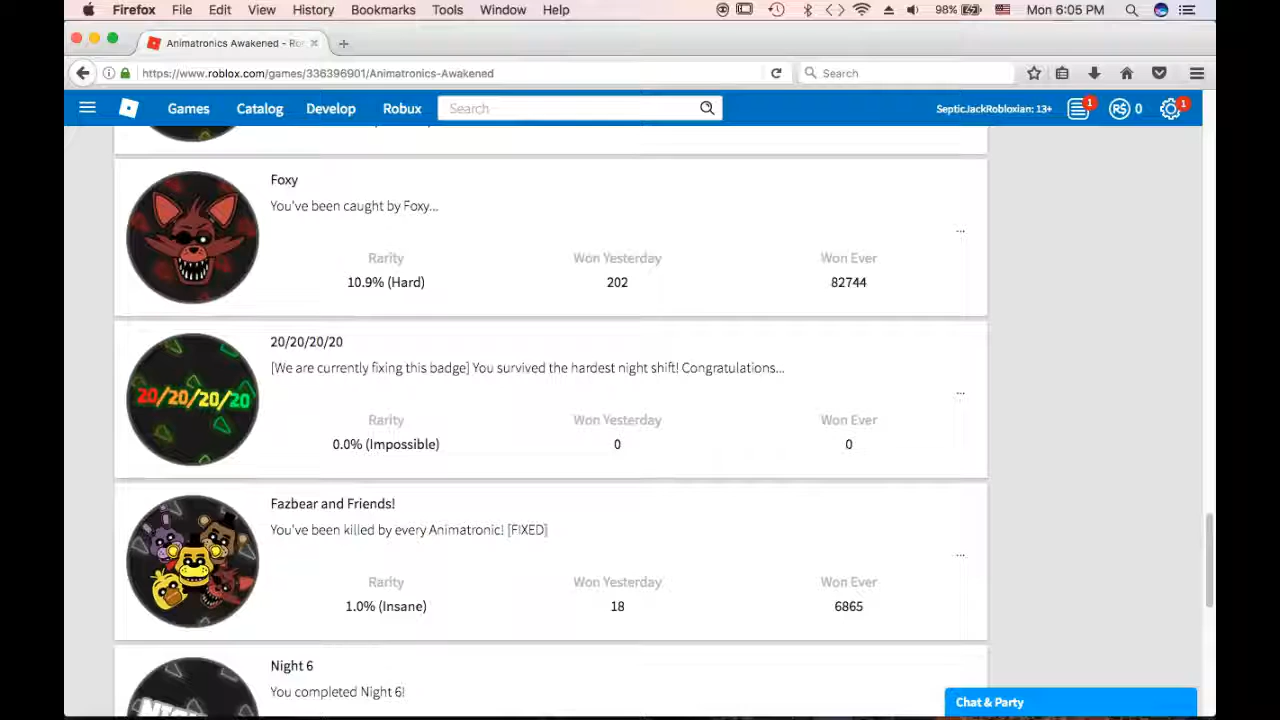 Firefox File Edit View History Bookmarks Tools Window Help 98% Mon 6:05 PM
Animatronics Awakened - Ro
https://www.roblox.com/games/336396901/Animatronics-Awakened Search
Games Catalog Develop Robux Search SepticJackRobloxian: 13+ 1 R$ 0 1
Foxy
You've been caught by Foxy...
...
Rarity Won Yesterday Won Ever
10.9% (Hard) 202 82744
20/20/20/20
[We are currently fixing this badge] You survived the hardest night shift! Congratulations...
20/20/20/20
...
Rarity Won Yesterday Won Ever
0.0% (Impossible) 0 0
Fazbear and Friends!
You've been killed by every Animatronic! [FIXED]
...
Rarity Won Yesterday Won Ever
1.0% (Insane) 18 6865
Night 6
You completed Night 6!
Chat & Party